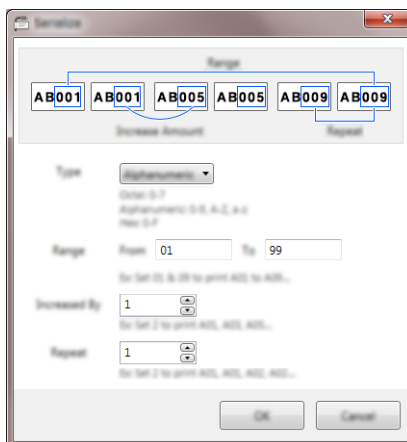 Serialize
Range
AB001 AB001 AB005 AB005 AB009 AB009
Increase Amount Repeat
Type Alphanumeric
Octal 0-7
Alphanumeric 0-9, A-Z, a-z
Hex 0-F
Range From 01 To 99
Ex: Set 01 & 09 to print A01 to A09...
Increased By 1
Ex: Set 2 to print A01, A03, A05...
Repeat 1
Ex: Set 2 to print A01, A01, A02, A02...
OK Cancel